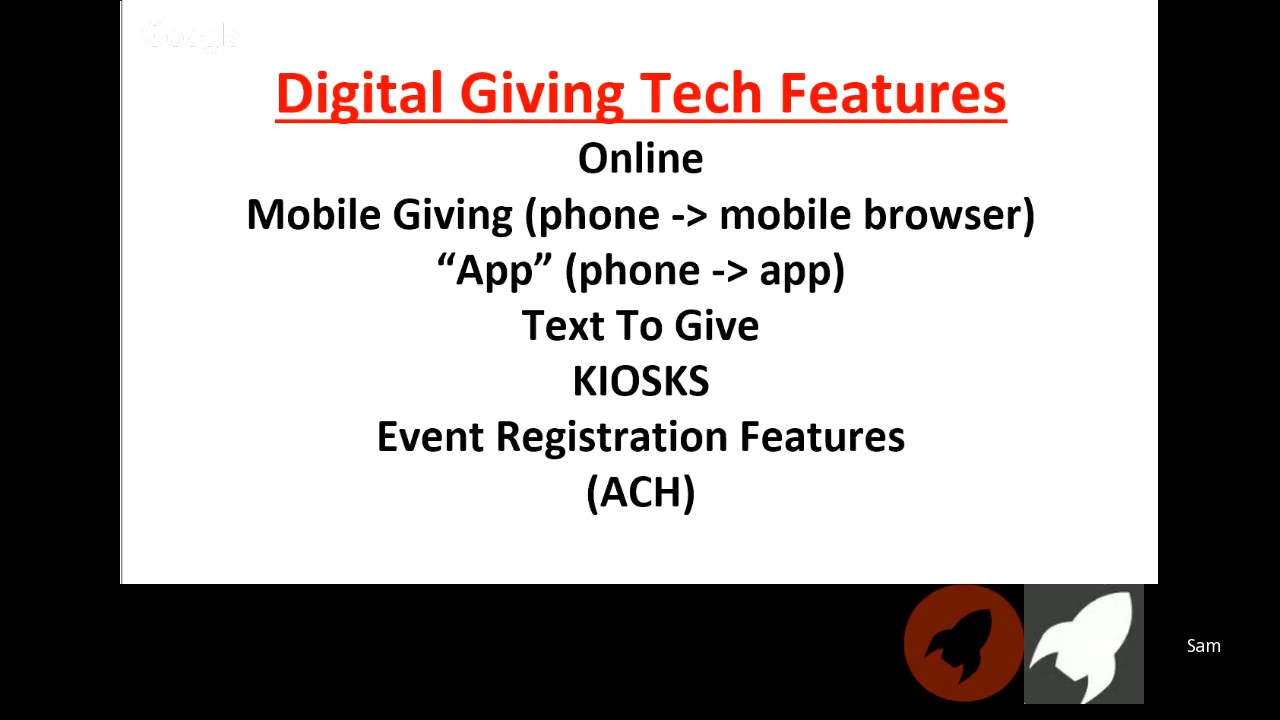 Google
Digital Giving Tech Features
Online
Mobile Giving (phone -> mobile browser)
“App” (phone -> app)
Text To Give
KIOSKS
Event Registration Features
(ACH)
Sam